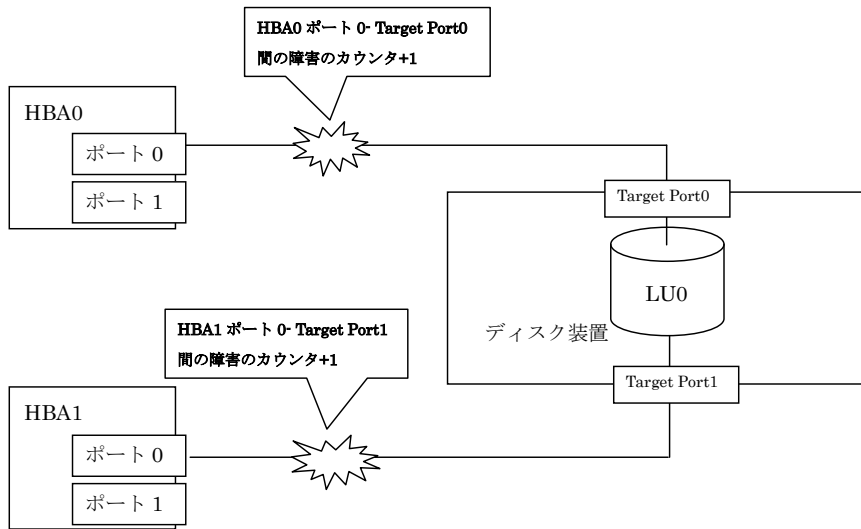 HBA0 ポート 0- Target Port0
間の障害のカウンタ+1
HBA0
ポート 0
ポート 1
Target Port0
LU0
ディスク装置
HBA1 ポート 0- Target Port1
間の障害のカウンタ+1
Target Port1
HBA1
ポート 0
ポート 1